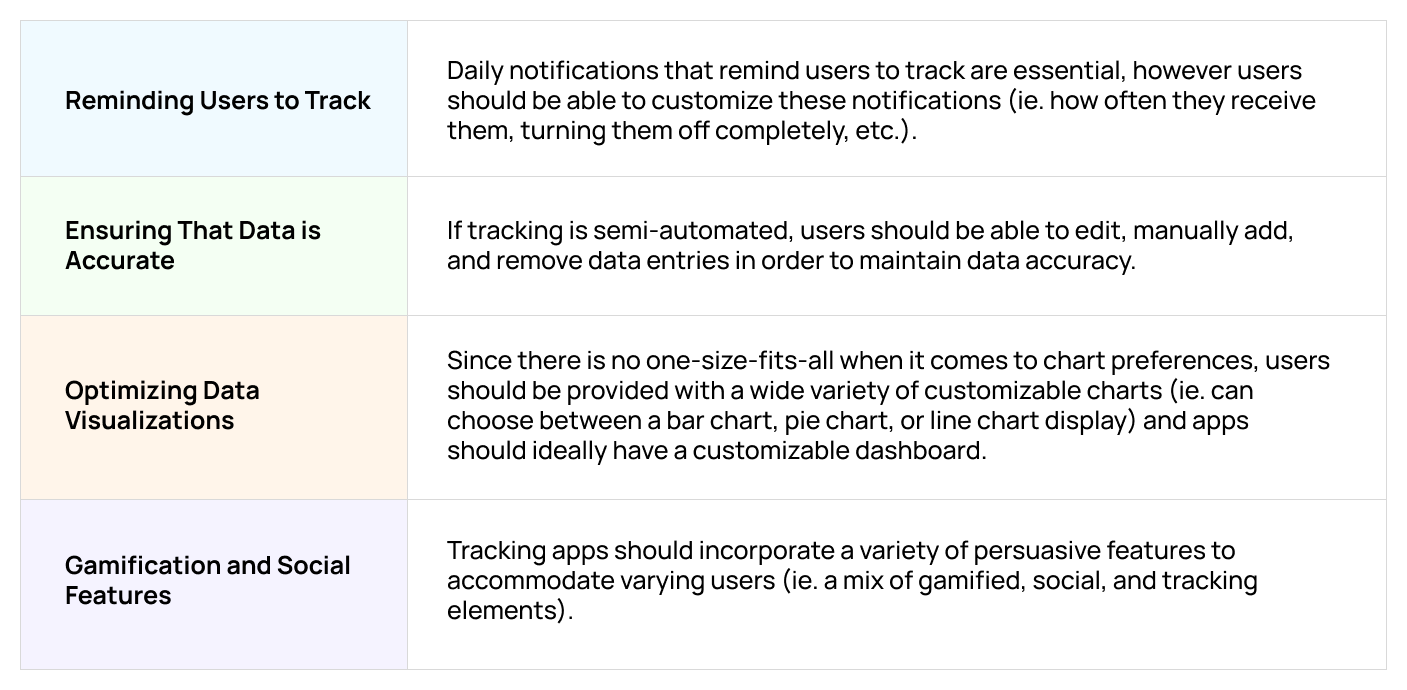 Reminding Users to Track
Daily notifications that remind users to track are essential, however users
should be able to customize these notifications (ie. how often they receive
them, turning them off completely, etc.).
Ensuring That Data is
Accurate
If tracking is semi-automated, users should be able to edit, manually add,
and remove data entries in order to maintain data accuracy.
Optimizing Data
Visualizations
Since there is no one-size-fits-all when it comes to chart preferences, users
should be provided with a wide variety of customizable charts (ie. can
choose between a bar chart, pie chart, or line chart display) and apps
should ideally have a customizable dashboard.
Gamification and Social
Features
Tracking apps should incorporate a variety of persuasive features to
accommodate varying users (ie. a mix of gamified, social, and tracking
elements).